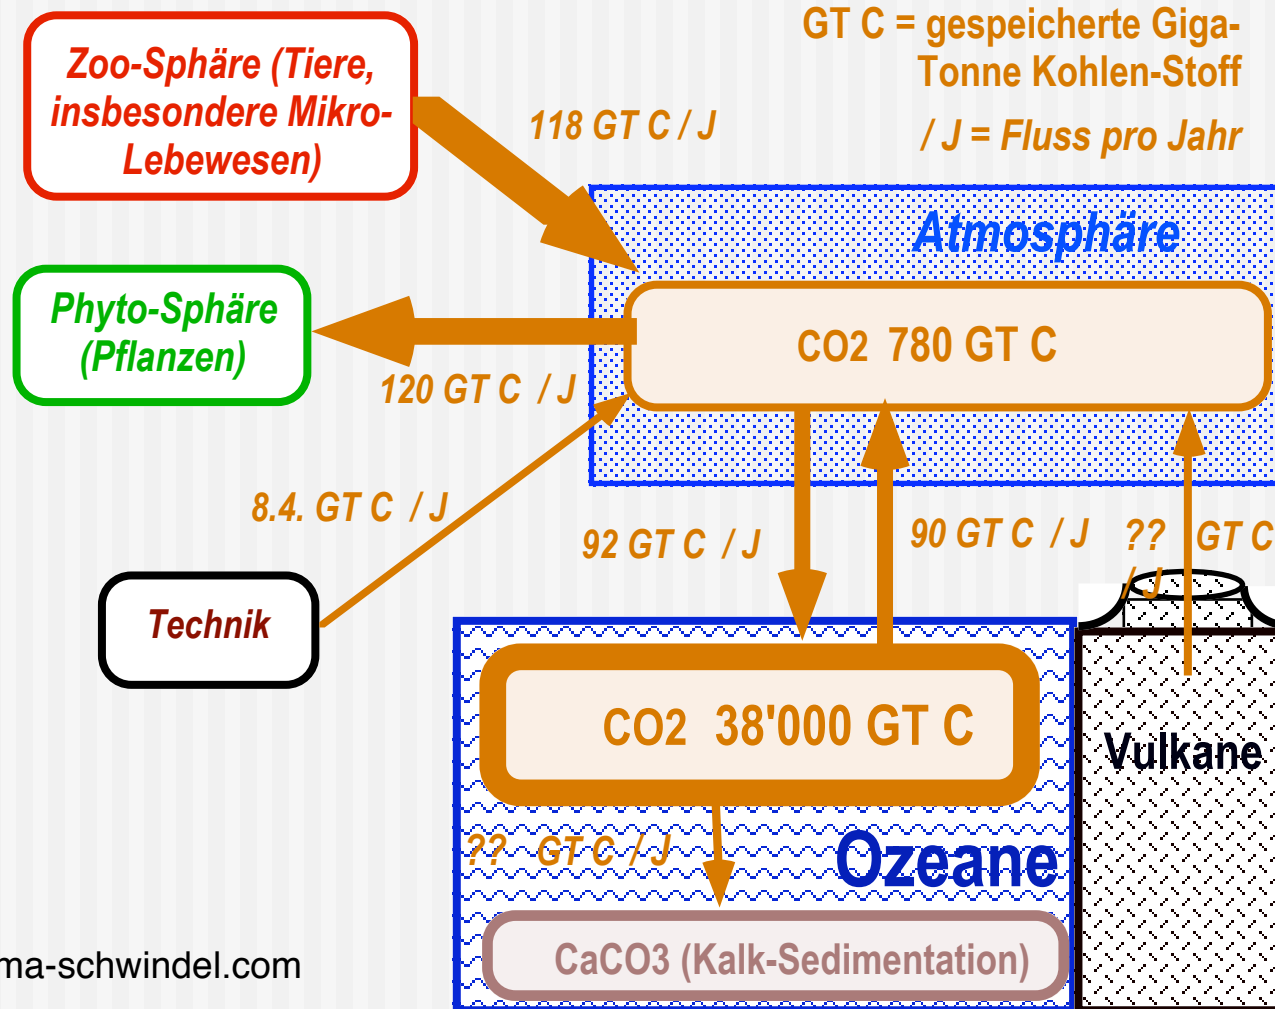 Zoo-Sphäre (Tiere,
insbesondere Mikro-
Lebewesen)
118 GT C / J
GT C = gespeicherte Giga-
Tonne Kohlen-Stoff
/ J = Fluss pro Jahr
Atmosphäre
Phyto-Sphäre
(Pflanzen)
CO2 780 GT C
120 GT C / J
8.4. GT C / J
92 GT C / J
90 GT C / J
?? GT C
/ J
Technik
CO2 38'000 GT C
Vulkane
?? GT C / J
Ozeane
CaCO3 (Kalk-Sedimentation)
ma-schwindel.com